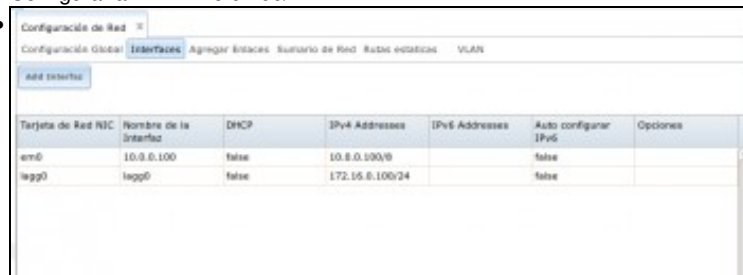 Configuración de Red
Configuración Global Interfaces Agregar Enlaces Sumario de Red Rutas estáticas VLAN
Add Interfaz
Tarjeta de Red NIC Nombre de la Interfaz DHCP IPv4 Addresses IPv6 Addresses Auto configurar IPv6 Opciones
em0 10.0.0.100 false 10.0.0.100/8 false
lagg0 lagg0 false 172.16.0.100/24 false